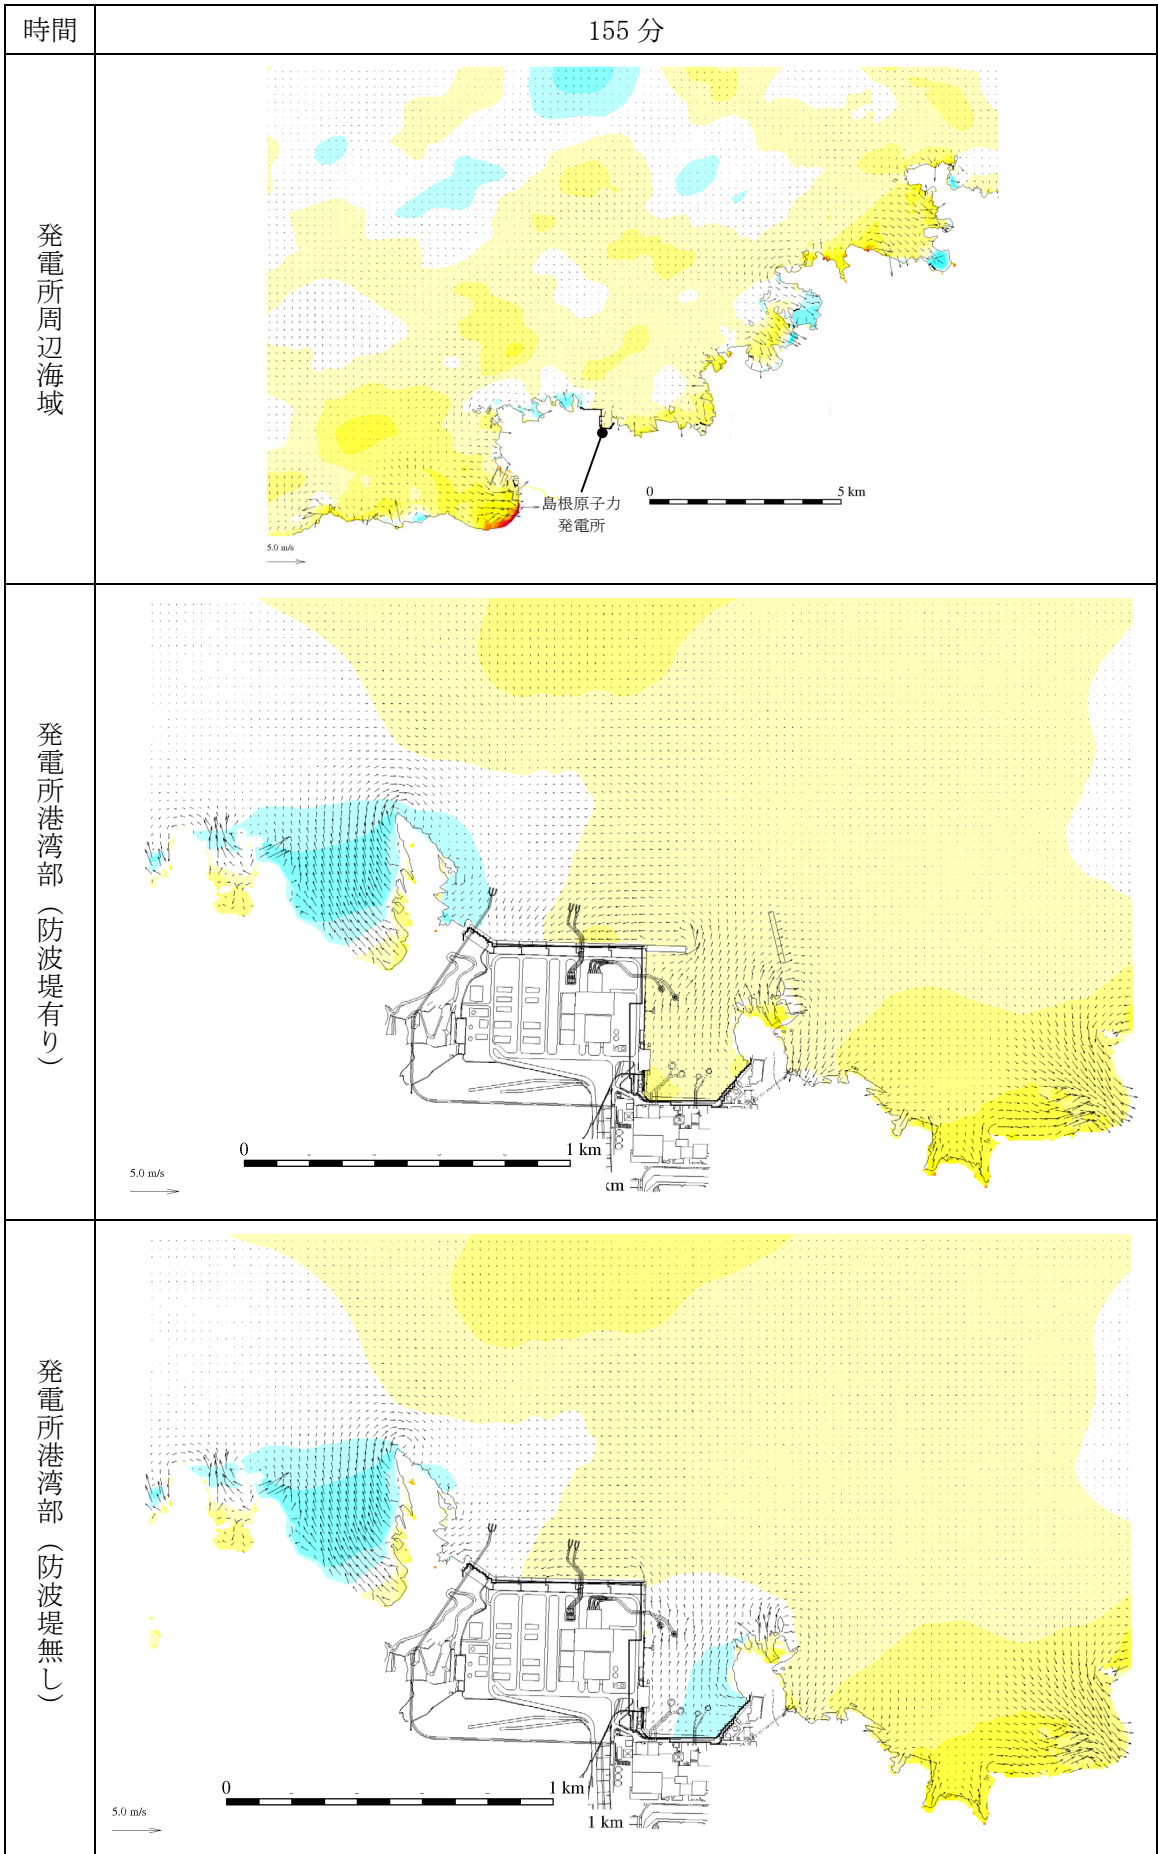 時間
155 分
発電所周辺海域
島根原子力
発電所
0 5 km
5.0 m/s
発電所港湾部（防波堤有り）
0 1 km
5.0 m/s
km
発電所港湾部（防波堤無し）
0 1 km
5.0 m/s
1 km